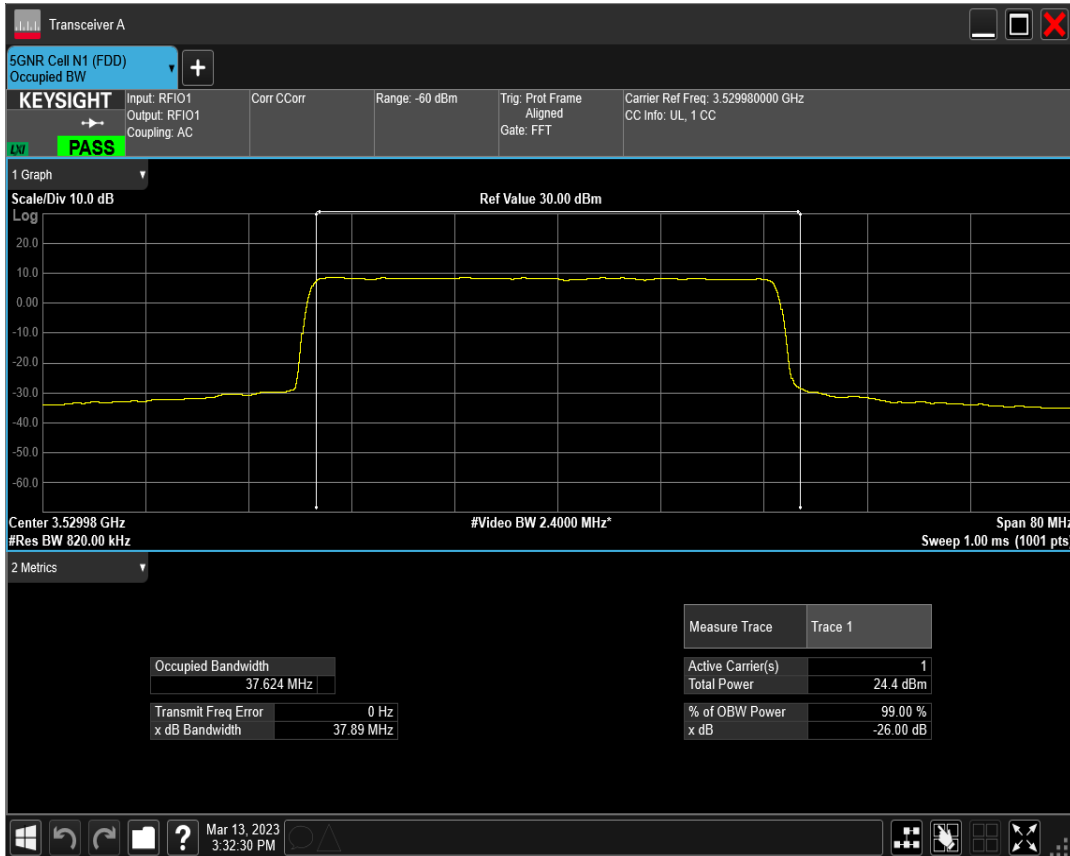 Transceiver A
5GNR Cell N1 (FDD)
Occupied BW
+
KEYSIGHT
LXI
PASS
Input: RFIO1
Output: RFIO1
Coupling: AC
Corr CCorr
Range: -60 dBm
Trig: Prot Frame
Aligned
Gate: FFT
Carrier Ref Freq: 3.529980000 GHz
CC Info: UL, 1 CC
1 Graph
Scale/Div 10.0 dB
Ref Value 30.00 dBm
Log
20.0
10.0
0.00
-10.0
-20.0
-30.0
-40.0
-50.0
-60.0
Center 3.52998 GHz
#Video BW 2.4000 MHz*
Span 80 MHz
#Res BW 820.00 kHz
Sweep 1.00 ms (1001 pts)
2 Metrics
Measure Trace Trace 1
Occupied Bandwidth
37.624 MHz
Transmit Freq Error 0 Hz
x dB Bandwidth 37.89 MHz
Active Carrier(s) 1
Total Power 24.4 dBm
% of OBW Power 99.00 %
x dB -26.00 dB
?
Mar 13, 2023
3:32:30 PM